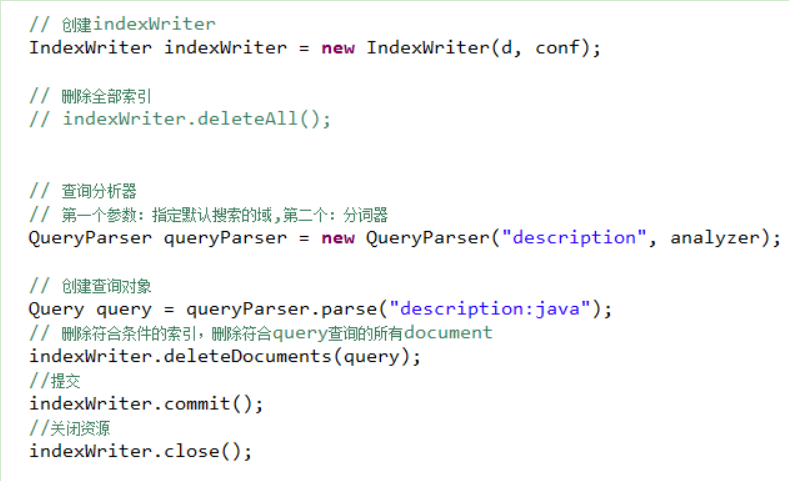 // 创建indexWriter
IndexWriter indexWriter = new IndexWriter(d, conf);
// 删除全部索引
// indexWriter.deleteAll();
// 查询分析器
// 第一个参数: 指定默认搜索的域,第二个: 分词器
QueryParser queryParser = new QueryParser("description", analyzer);
// 创建查询对象
Query query = queryParser.parse("description:java");
// 删除符合条件的索引，删除符合query查询的所有document
indexWriter.deleteDocuments(query);
//提交
indexWriter.commit();
//关闭资源
indexWriter.close();